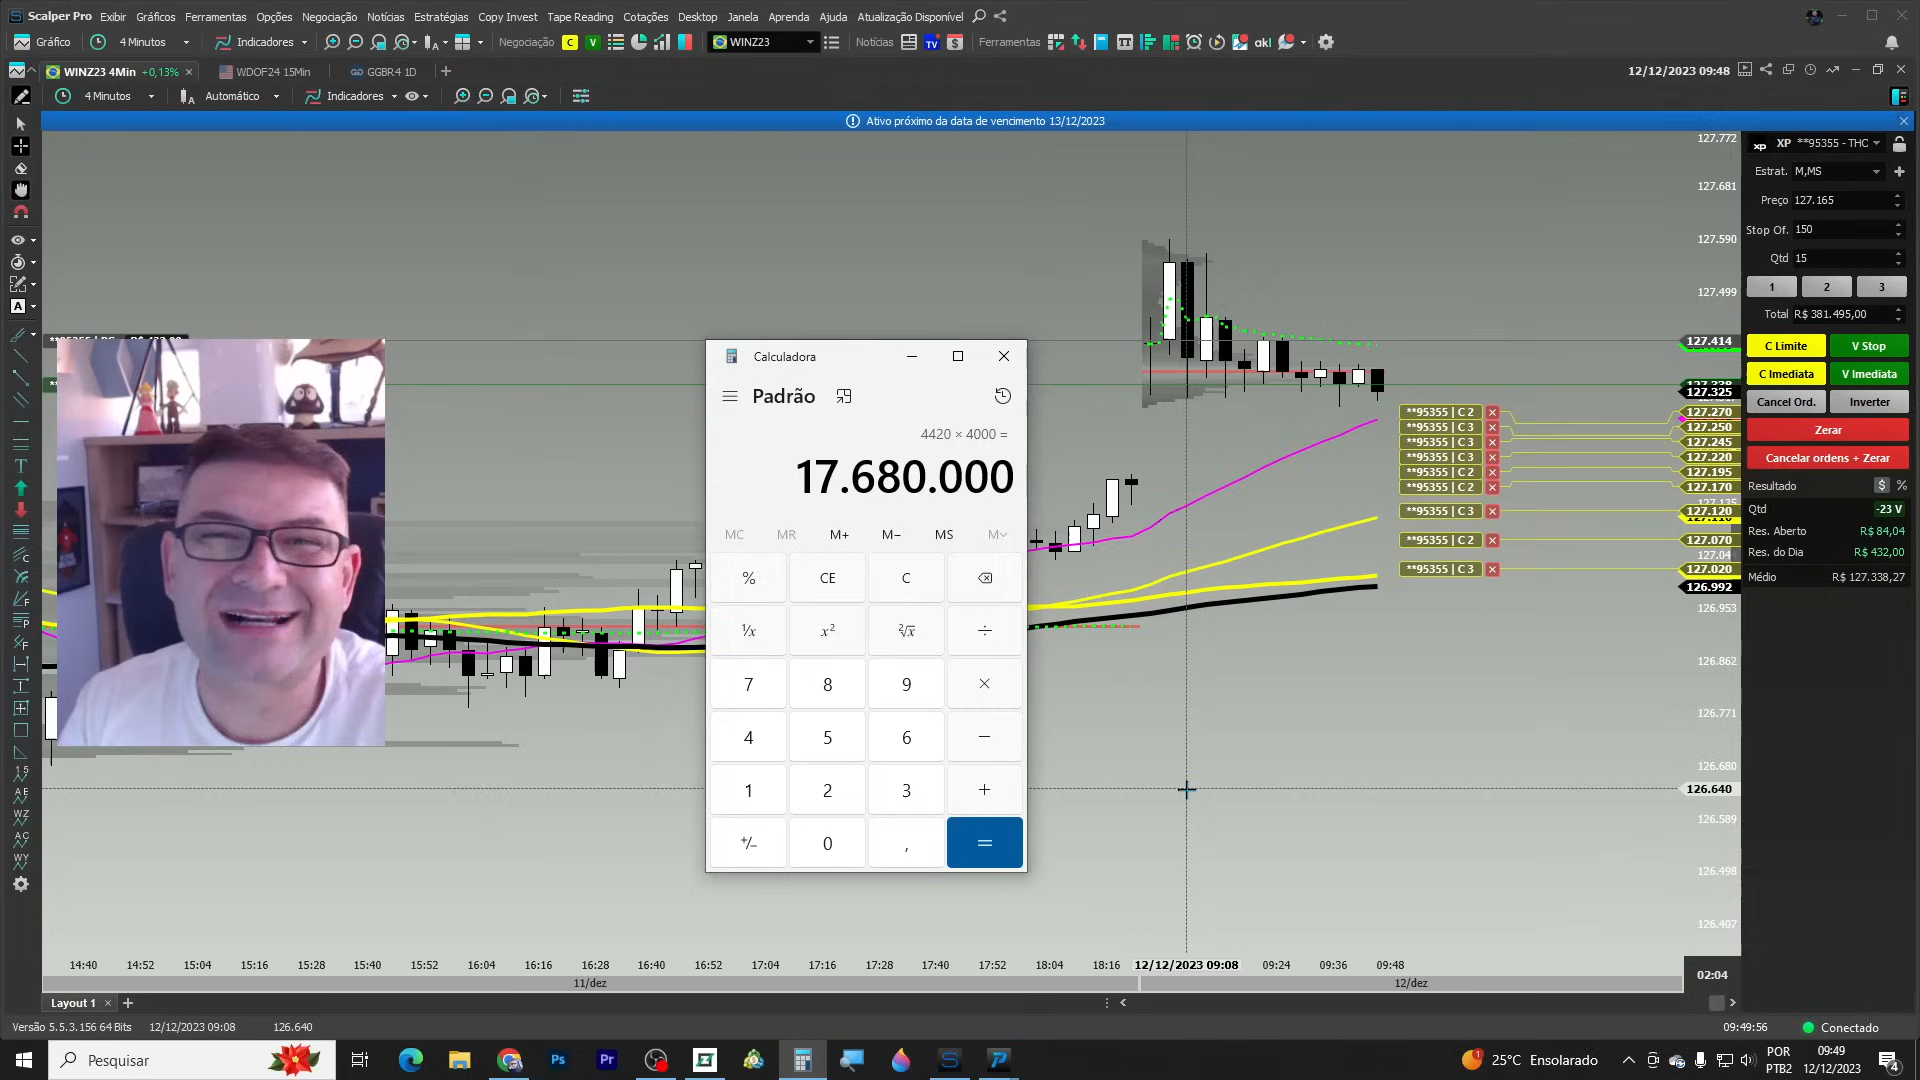 Scalper Pro Exibir Gráficos Ferramentas Opções Negociação Notícias Estratégias Copy Invest Tape Reading Cotações Desktop Janela Aprenda Ajuda Atualização Disponível
Gráfico 4 Minutos Indicadores Negociação C V WINZ23 Notícias TV $ Ferramentas akl
WINZ23 4Min +0,13% × WDOF24 15Min GGBR4 1D +
12/12/2023 09:48
4 Minutos Automático Indicadores
Ativo próximo da data de vencimento 13/12/2023
127.772
127.681
127.590
127.499
127.414
127.325
127.270
127.250
127.245
127.220
127.195
127.170
127.135
127.120
127.070
127.04
127.020
126.992
126.953
126.862
126.771
126.680
126.640
126.589
126.498
126.407
**95355 | C 2
**95355 | C 3
**95355 | C 3
**95355 | C 3
**95355 | C 2
**95355 | C 2
**95355 | C 3
**95355 | C 2
**95355 | C 3
Calculadora
Padrão
4420 × 4000 =
17.680.000
MC MR M+ M− MS M
% CE C
¹/x x² ²√x ÷
7 8 9 ×
4 5 6 −
1 2 3 +
+/− 0 , =
xp XP **95355 - THC
Estrat. M,MS
Preço 127.165
Stop Of. 150
Qtd 15
1 2 3
Total R$ 381.495,00
C Limite V Stop
C Imediata V Imediata
Cancel Ord. Inverter
Zerar
Cancelar ordens + Zerar
Resultado $ %
Qtd -23 V
Res. Aberto R$ 84,04
Res. do Dia R$ 432,00
Médio R$ 127.338,27
14:40 14:52 15:04 15:16 15:28 15:40 15:52 16:04 16:16 16:28 16:40 16:52 17:04 17:16 17:28 17:40 17:52 18:04 18:16 12/12/2023 09:08 09:24 09:36 09:48
11/dez 12/dez
02:04
Layout 1 × +
Versão 5.5.3.156 64 Bits 12/12/2023 09:08 126.640 09:49:56 Conectado
Pesquisar Ps Pr 1 25°C Ensolarado POR 09:49
PTB2 12/12/2023 4